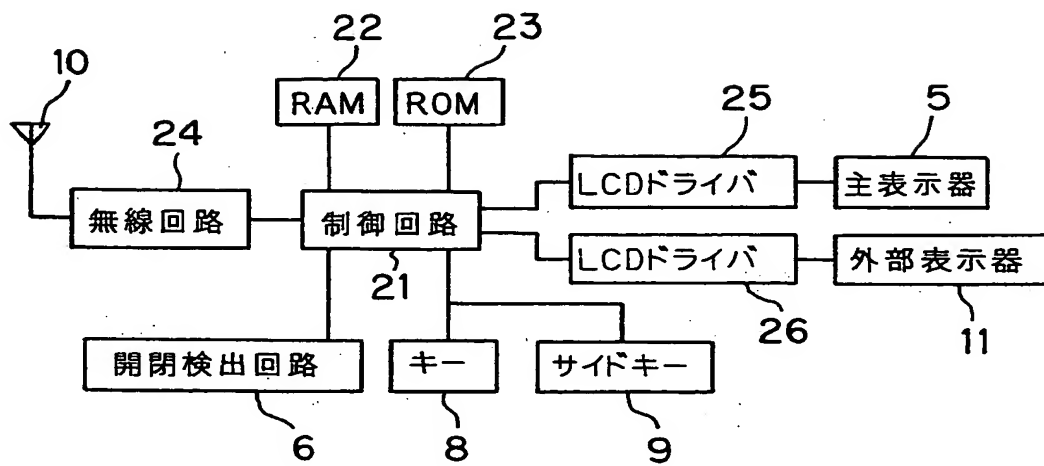 22
23
10
RAM
ROM
25
5
24
LCDドライバ
主表示器
無線回路
制御回路
LCDドライバ
外部表示器
21
26
11
開閉検出回路
キー
サイドキー
6
8
9